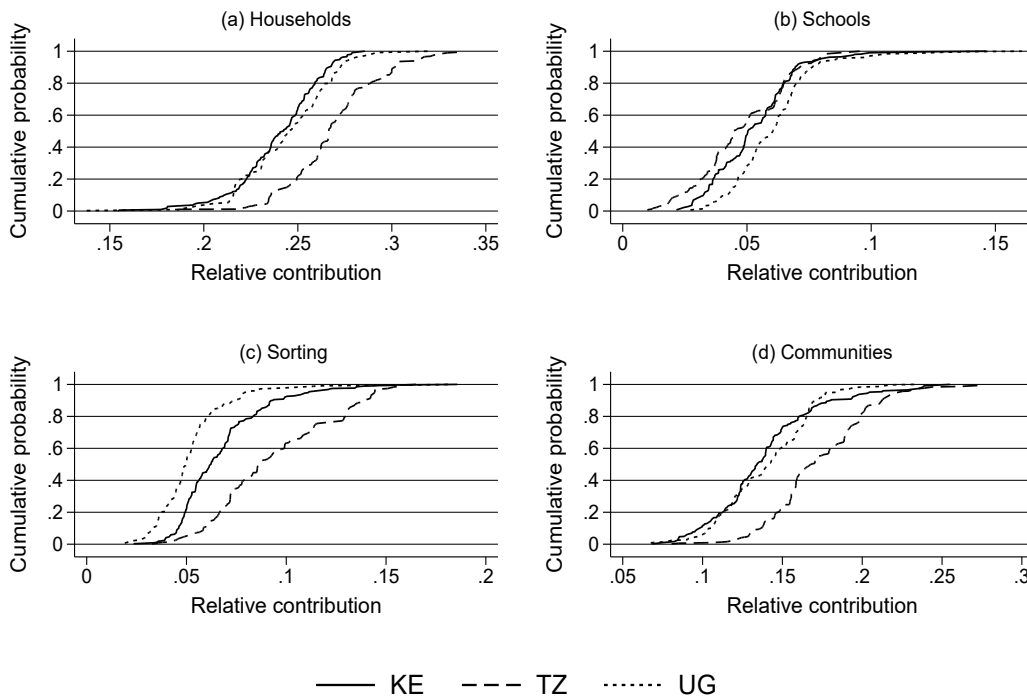 (a) Households
Cumulative probability
1
.8
.6
.4
.2
0
.15 .2 .25 .3 .35
Relative contribution
(b) Schools
Cumulative probability
1
.8
.6
.4
.2
0
0 .05 .1 .15
Relative contribution
(c) Sorting
Cumulative probability
1
.8
.6
.4
.2
0
0 .05 .1 .15 .2
Relative contribution
(d) Communities
Cumulative probability
1
.8
.6
.4
.2
0
.05 .1 .15 .2 .25 .3
Relative contribution
KE TZ UG